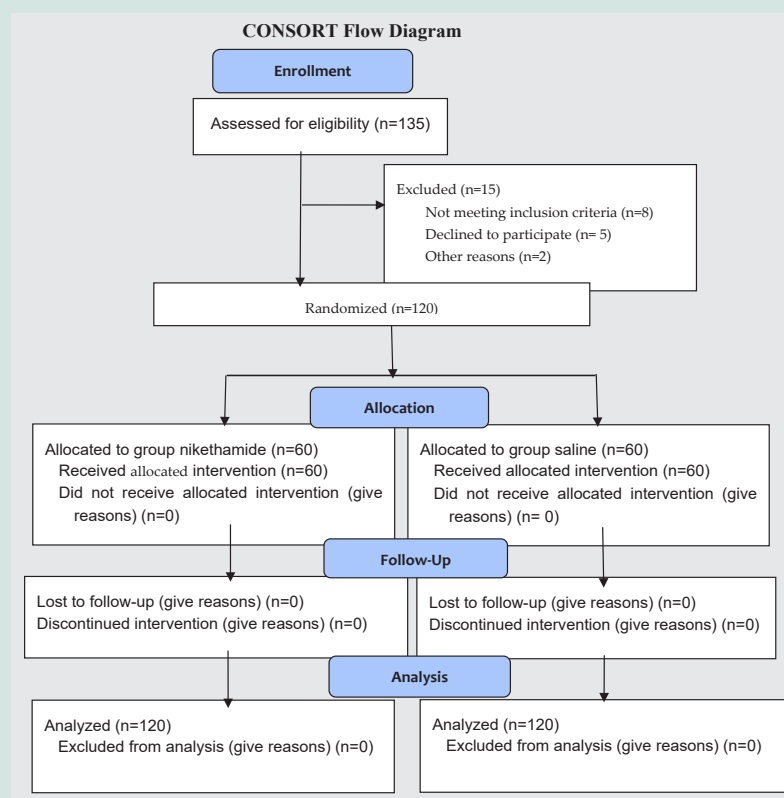 CONSORT Flow Diagram
Enrollment
Assessed for eligibility (n=135)
Excluded (n=15)
Not meeting inclusion criteria (n=8)
Declined to participate (n= 5)
Other reasons (n=2)
Randomized (n=120)
Allocation
Allocated to group nikethamide (n=60)
Received allocated intervention (n=60)
Did not receive allocated intervention (give
reasons) (n=0)
Allocated to group saline (n=60)
Received allocated intervention (n=60)
Did not receive allocated intervention (give
reasons) (n= 0)
Follow-Up
Lost to follow-up (give reasons) (n=0)
Discontinued intervention (give reasons) (n=0)
Lost to follow-up (give reasons) (n=0)
Discontinued intervention (give reasons) (n=0)
Analysis
Analyzed (n=120)
Excluded from analysis (give reasons) (n=0)
Analyzed (n=120)
Excluded from analysis (give reasons) (n=0)